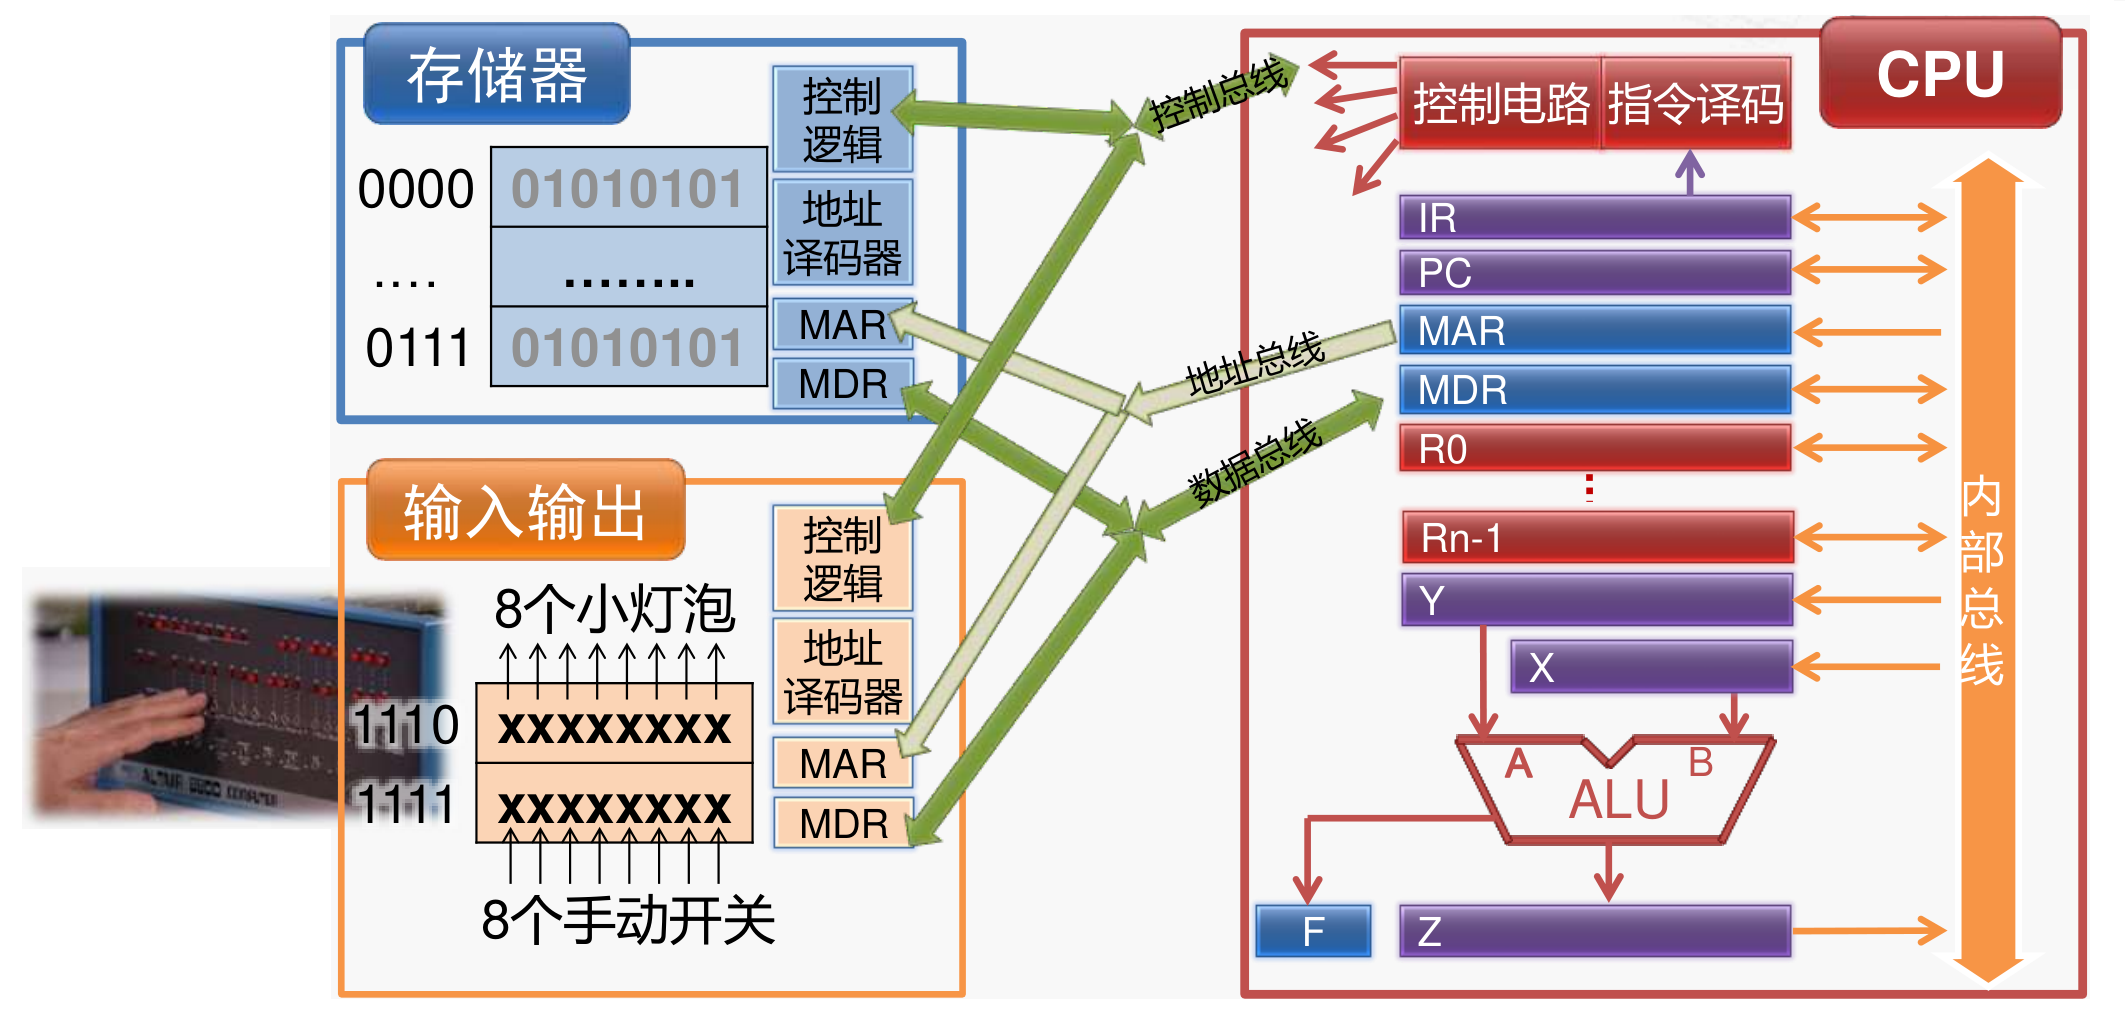 存储器
控制
逻辑
0000
01010101
地址
译码器
....
........
MAR
0111
01010101
MDR
输入输出
控制
逻辑
8个小灯泡
地址
译码器
1110
xxxxxxxx
MAR
1111
xxxxxxxx
MDR
8个手动开关
ALTAIR 8800 COMPUTER
控制总线
地址总线
数据总线
CPU
控制电路
指令译码
IR
PC
MAR
MDR
R0
Rn-1
Y
X
A
B
ALU
F
Z
内部总线